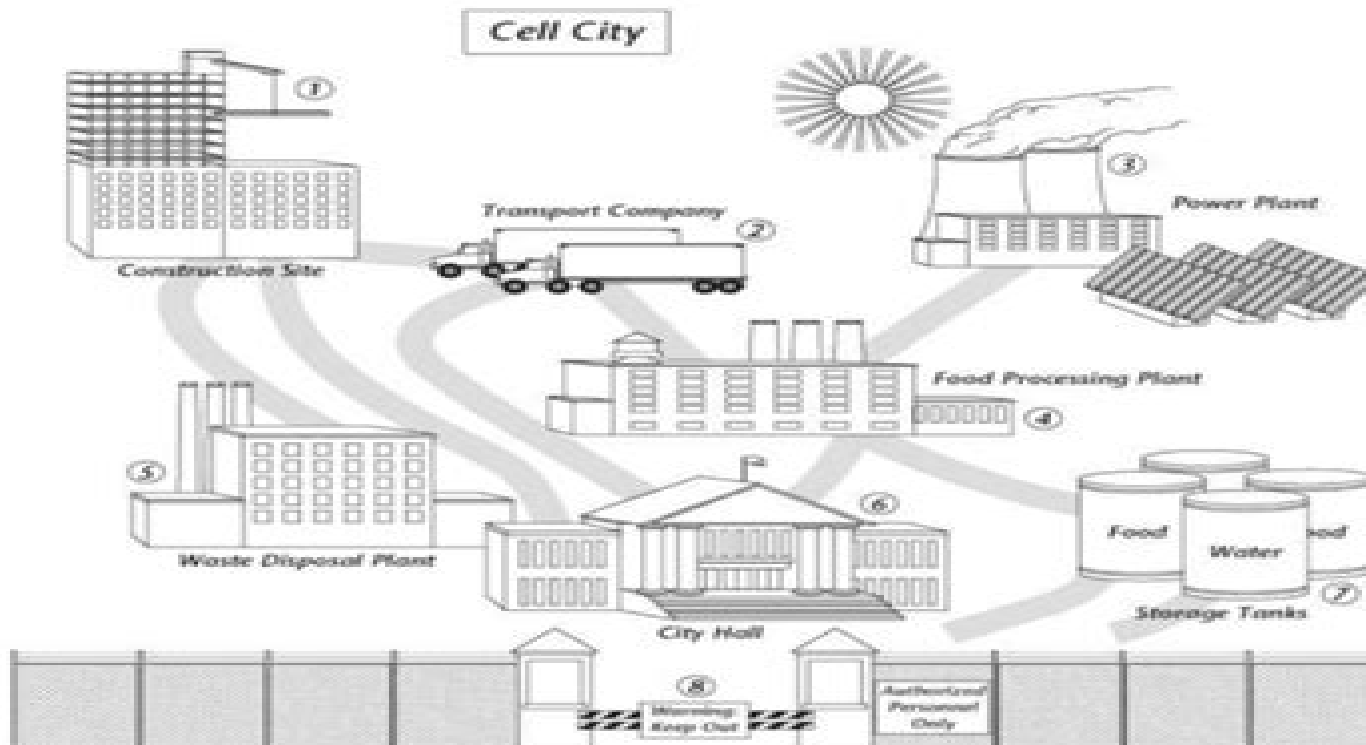 Cell City
1
3
Transport Company
2
Power Plant
Construction Site
Food Processing Plant
4
5
6
Food
Water
Waste Disposal Plant
7
Storage Tanks
City Hall
8
Warning:
Keep Out
Authorized
Personnel
Only